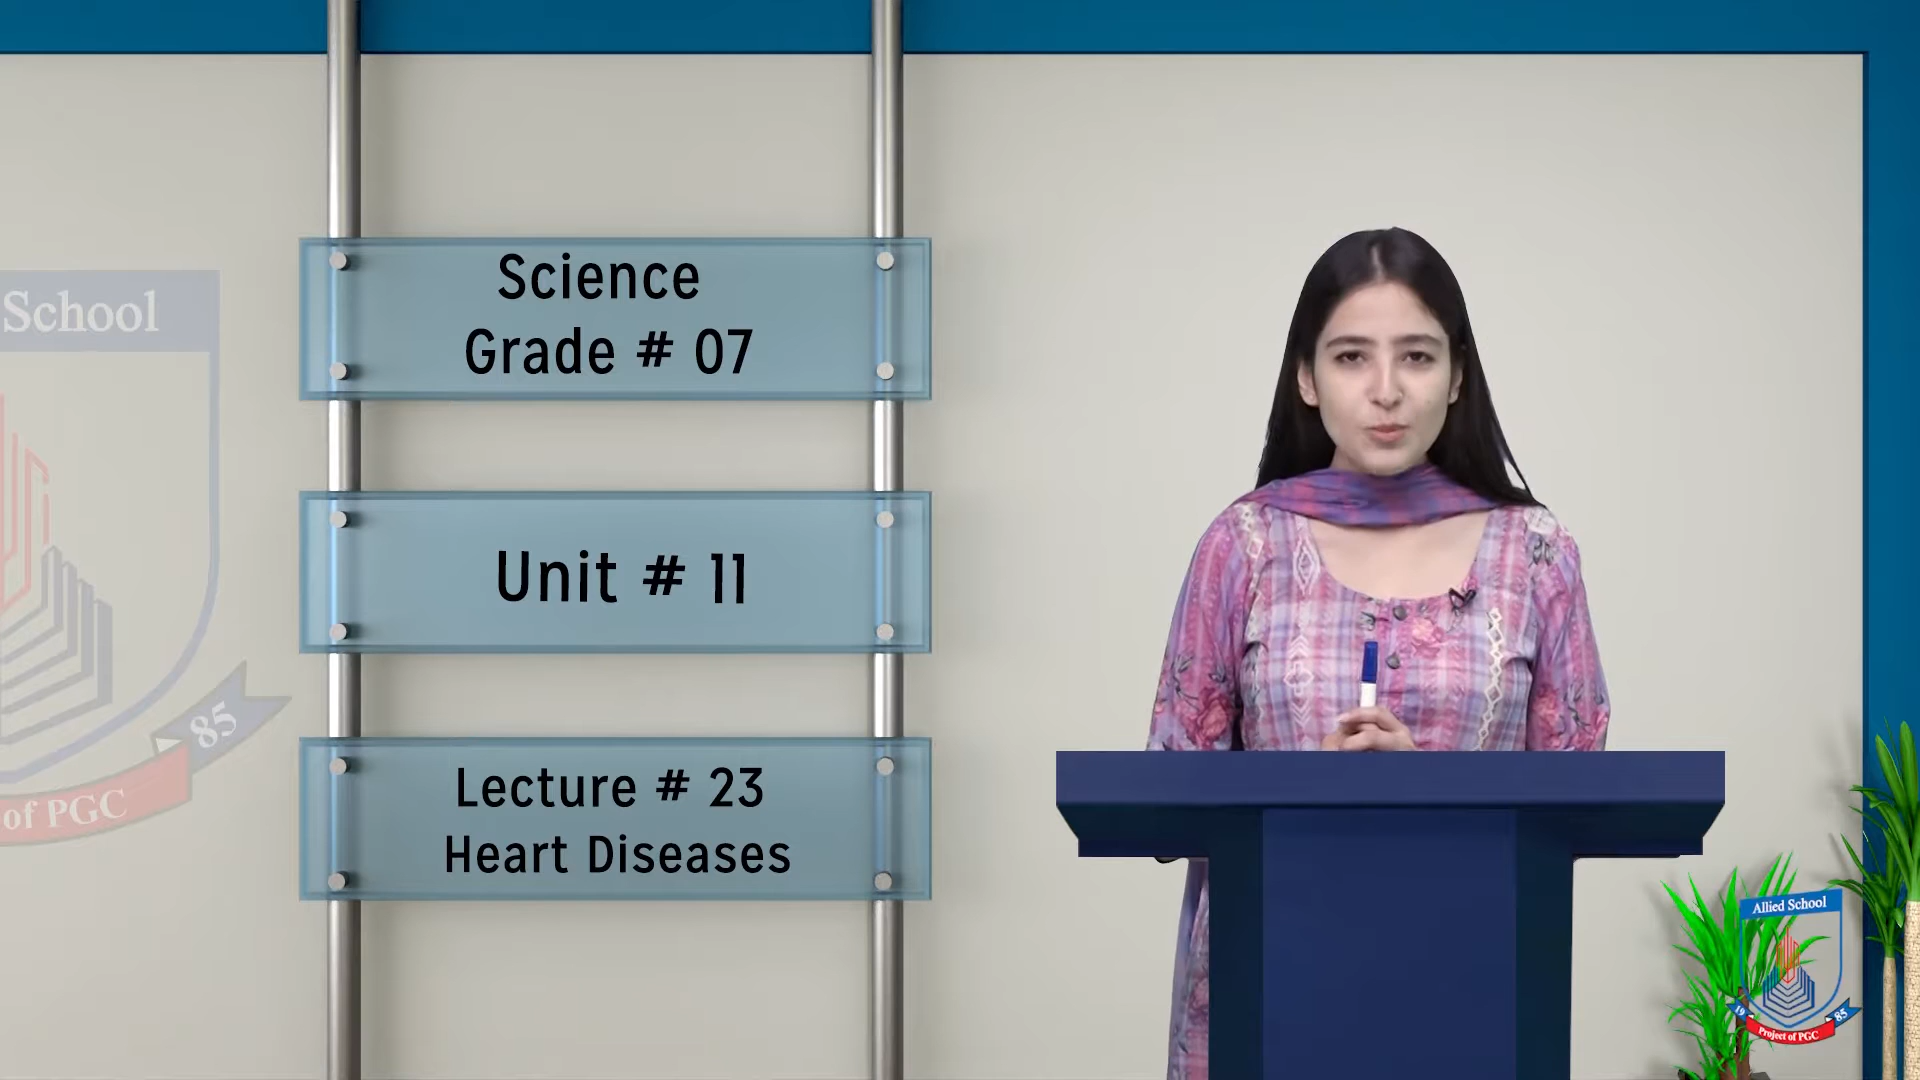 Science
Grade # 07
Unit # 11
Lecture # 23
Heart Diseases
School
85
of PGC
Allied School
19
85
Project of PGC